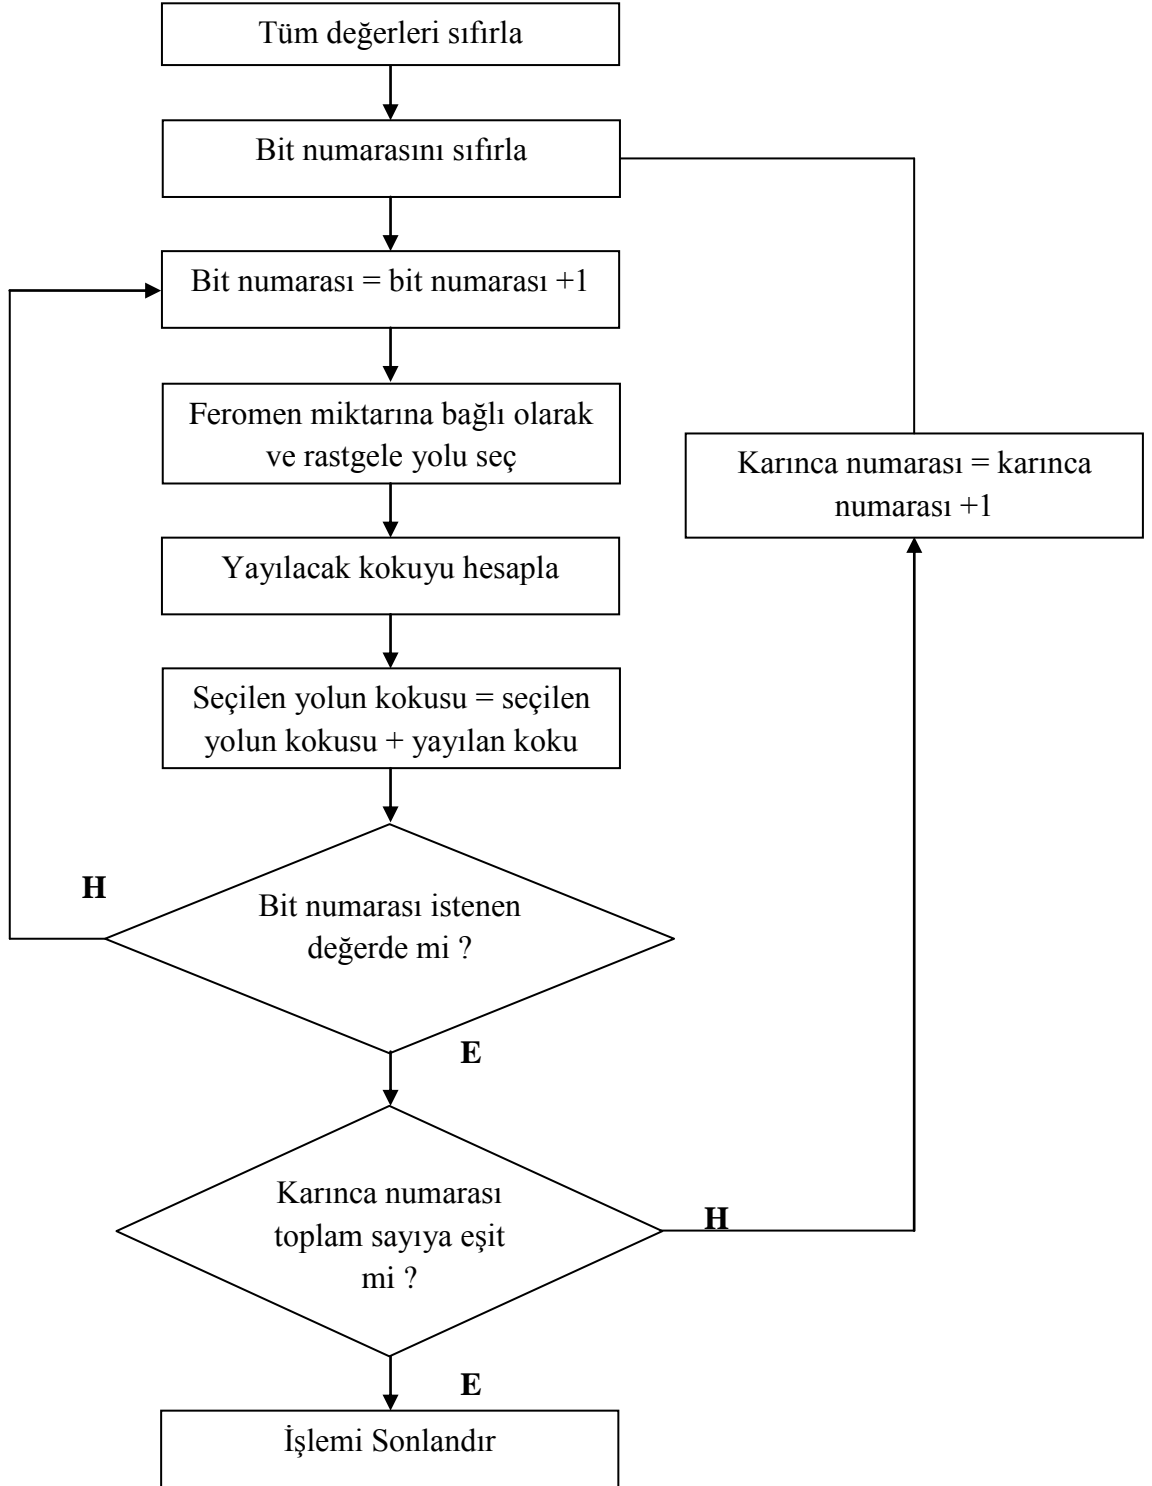 Tüm değerleri sıfırla
Bit numarasını sıfırla
Bit numarası = bit numarası +1
Feromen miktarına bağlı olarak
ve rastgele yolu seç
Karınca numarası = karınca
numarası +1
Yayılacak kokuyu hesapla
Seçilen yolun kokusu = seçilen
yolun kokusu + yayılan koku
H
Bit numarası istenen
değerde mi ?
E
Karınca numarası
toplam sayıya eşit
mi ?
H
E
İşlemi Sonlandır